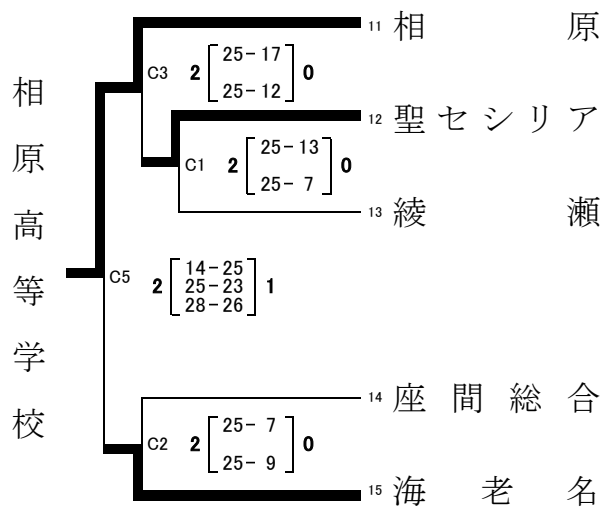 相原高等学校
11 相原
C3 2 25-17 0
25-12
12 聖セシリア
C1 2 25-13 0
25- 7
13 綾瀬
C5 2 14-25 1
25-23
28-26
14 座間総合
C2 2 25- 7 0
25- 9
15 海老名